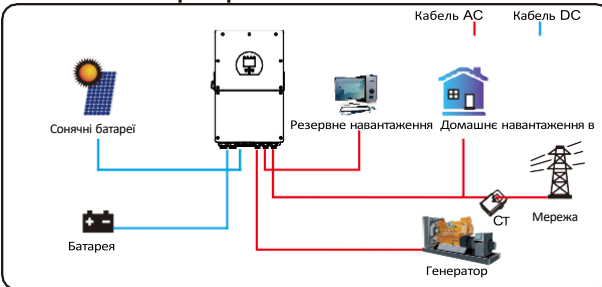 Кабель AC Кабель DC
Сонячні батареї
Резервне навантаження Домашнє навантаження в
CT
Мережа
Батарея
Генератор